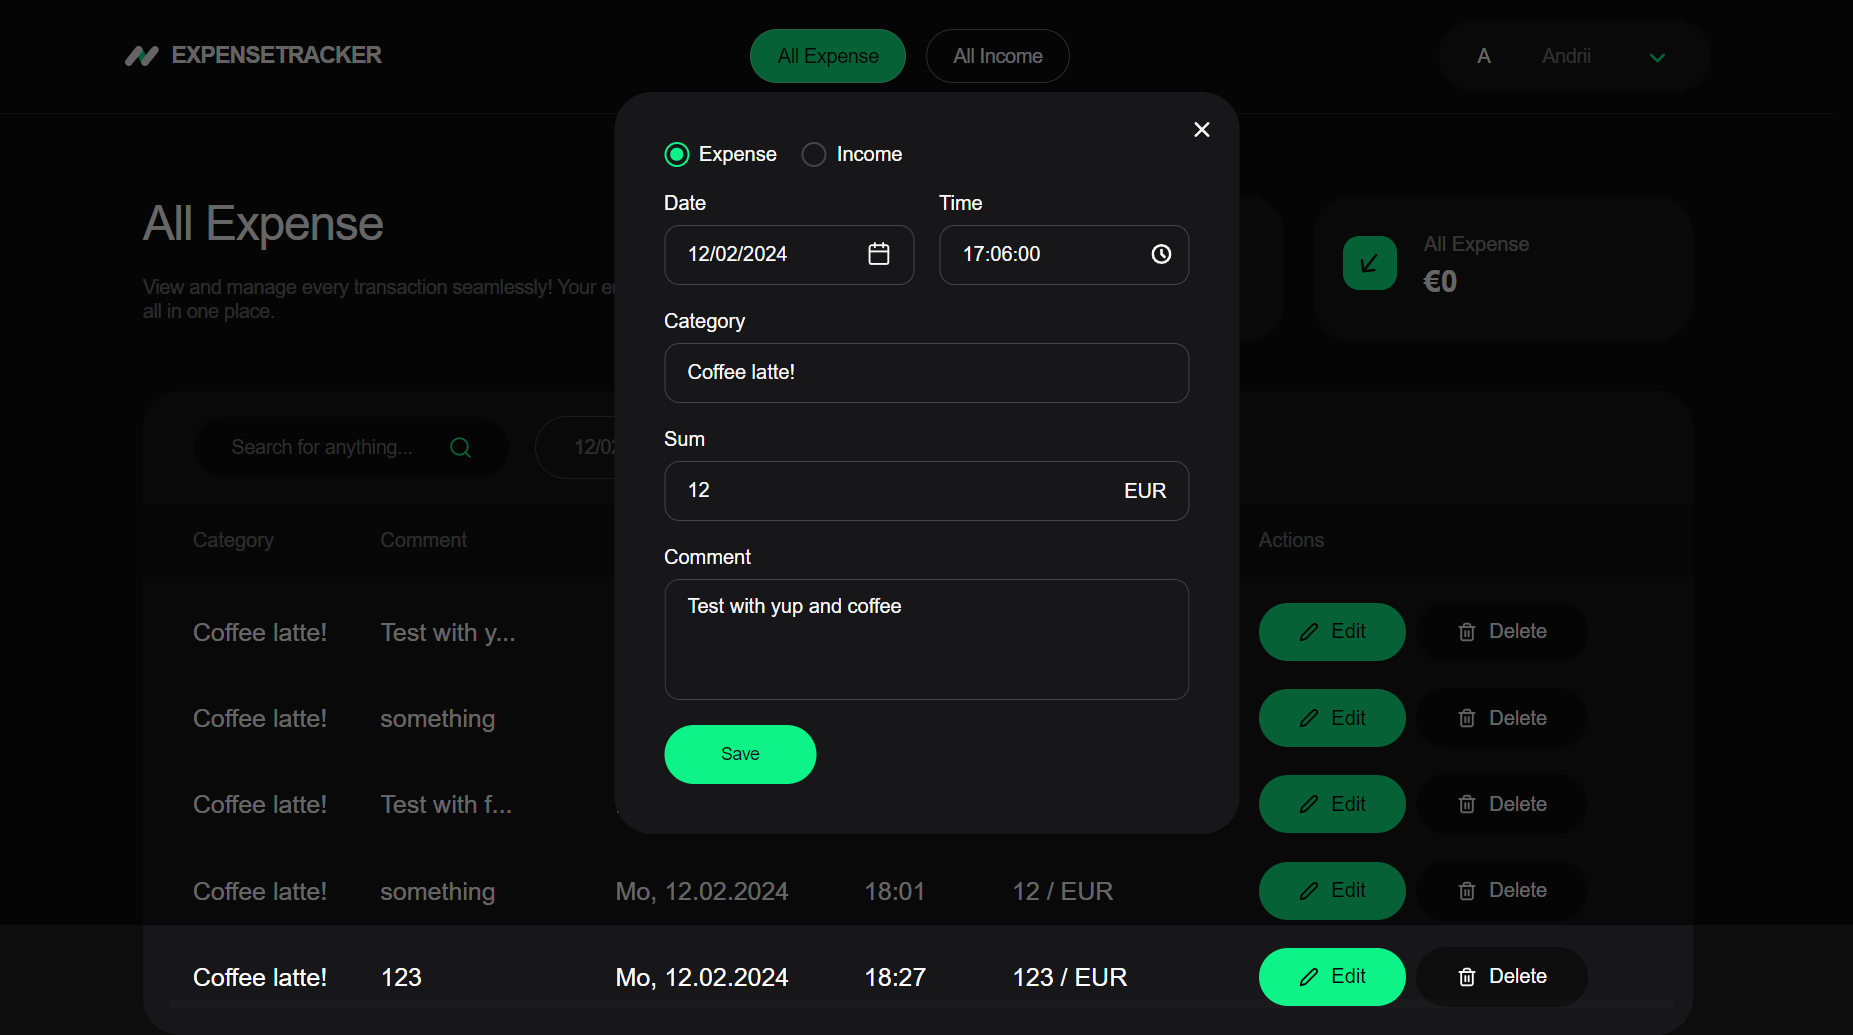 EXPENSETRACKER
All Expense
All Income
A
Andrii
Expense
Income
Date
Time
12/02/2024
17:06:00
Category
Coffee latte!
Sum
12
EUR
Comment
Test with yup and coffee
Save
All Expense
View and manage every transaction seamlessly! Your
all in one place.
All Expense
€0
Search for anything...
12/02
Category
Comment
Actions
Coffee latte!
Test with y...
Edit
Delete
Coffee latte!
something
Edit
Delete
Coffee latte!
Test with f...
Edit
Delete
Coffee latte!
something
Mo, 12.02.2024
18:01
12 / EUR
Edit
Delete
Coffee latte!
123
Mo, 12.02.2024
18:27
123 / EUR
Edit
Delete